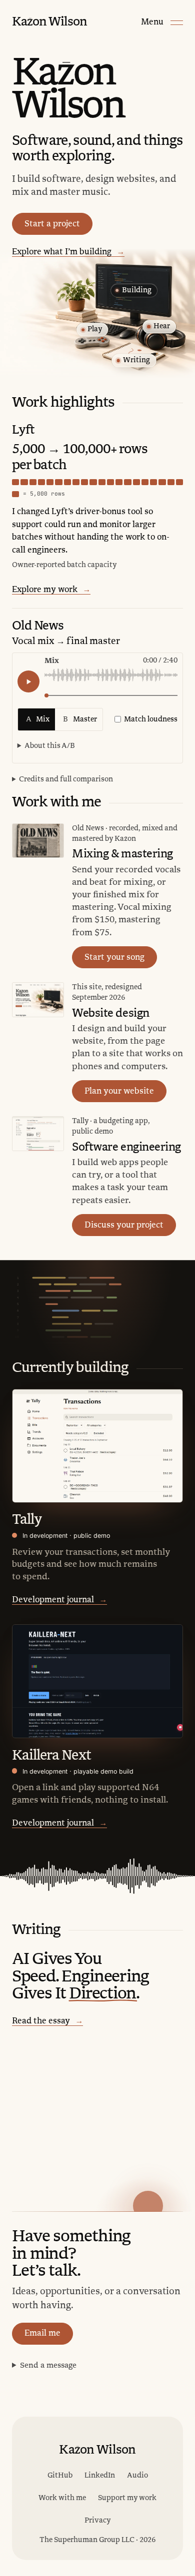 Kazon Wilson
Menu
Kazon
Wilson
Software, sound, and things
worth exploring.
I build software, design websites, and
mix and master music.
Start a project
Explore what I'm building →
Building
Play
Hear
Writing
Work highlights
Lyft
5,000 → 100,000+ rows
per batch
= 5,000 rows
I changed Lyft's driver-bonus tool so
support could run and monitor larger
batches without handing the work to on-
call engineers.
Owner-reported batch capacity
Explore my work →
Old News
Vocal mix → final master
Mix
0:00 / 2:40
A Mix
B Master
Match loudness
About this A/B
Credits and full comparison
Work with me
OLD NEWS
Old News · recorded, mixed and
mastered by Kazon
Mixing & mastering
Send your recorded vocals
and beat for mixing, or
your finished mix for
mastering. Vocal mixing
from $150, mastering
from $75.
Start your song
This site, redesigned
September 2026
Website design
I design and build your
website, from the page
plan to a site that works on
phones and computers.
Plan your website
Tally · a budgeting app,
public demo
Software engineering
I build web apps people
can try, or a tool that
makes a task your team
repeats easier.
Discuss your project
Currently building
Tally
Transactions
Tally
In development · public demo
Review your transactions, set monthly
budgets and see how much remains
to spend.
Development journal →
KAILLERA-NEXT
YOU BRING THE GAME
Kaillera Next
In development · playable demo build
Open a link and play supported N64
games with friends, nothing to install.
Development journal →
Writing
AI Gives You
Speed. Engineering
Gives It Direction.
Read the essay →
Have something
in mind?
Let's talk.
Ideas, opportunities, or a conversation
worth having.
Email me
Send a message
Kazon Wilson
GitHub
LinkedIn
Audio
Work with me
Support my work
Privacy
The Superhuman Group LLC · 2026